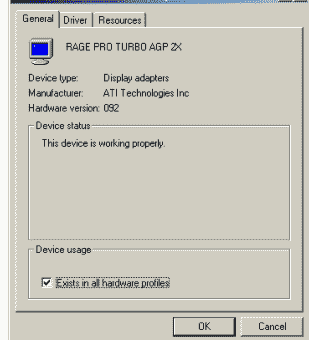 General Driver Resources
RAGE PRO TURBO AGP 2X
Device type: Display adapters
Manufacturer: ATI Technologies Inc
Hardware version: 092
Device status
This device is working properly.
Device usage
Exists in all hardware profiles
OK Cancel